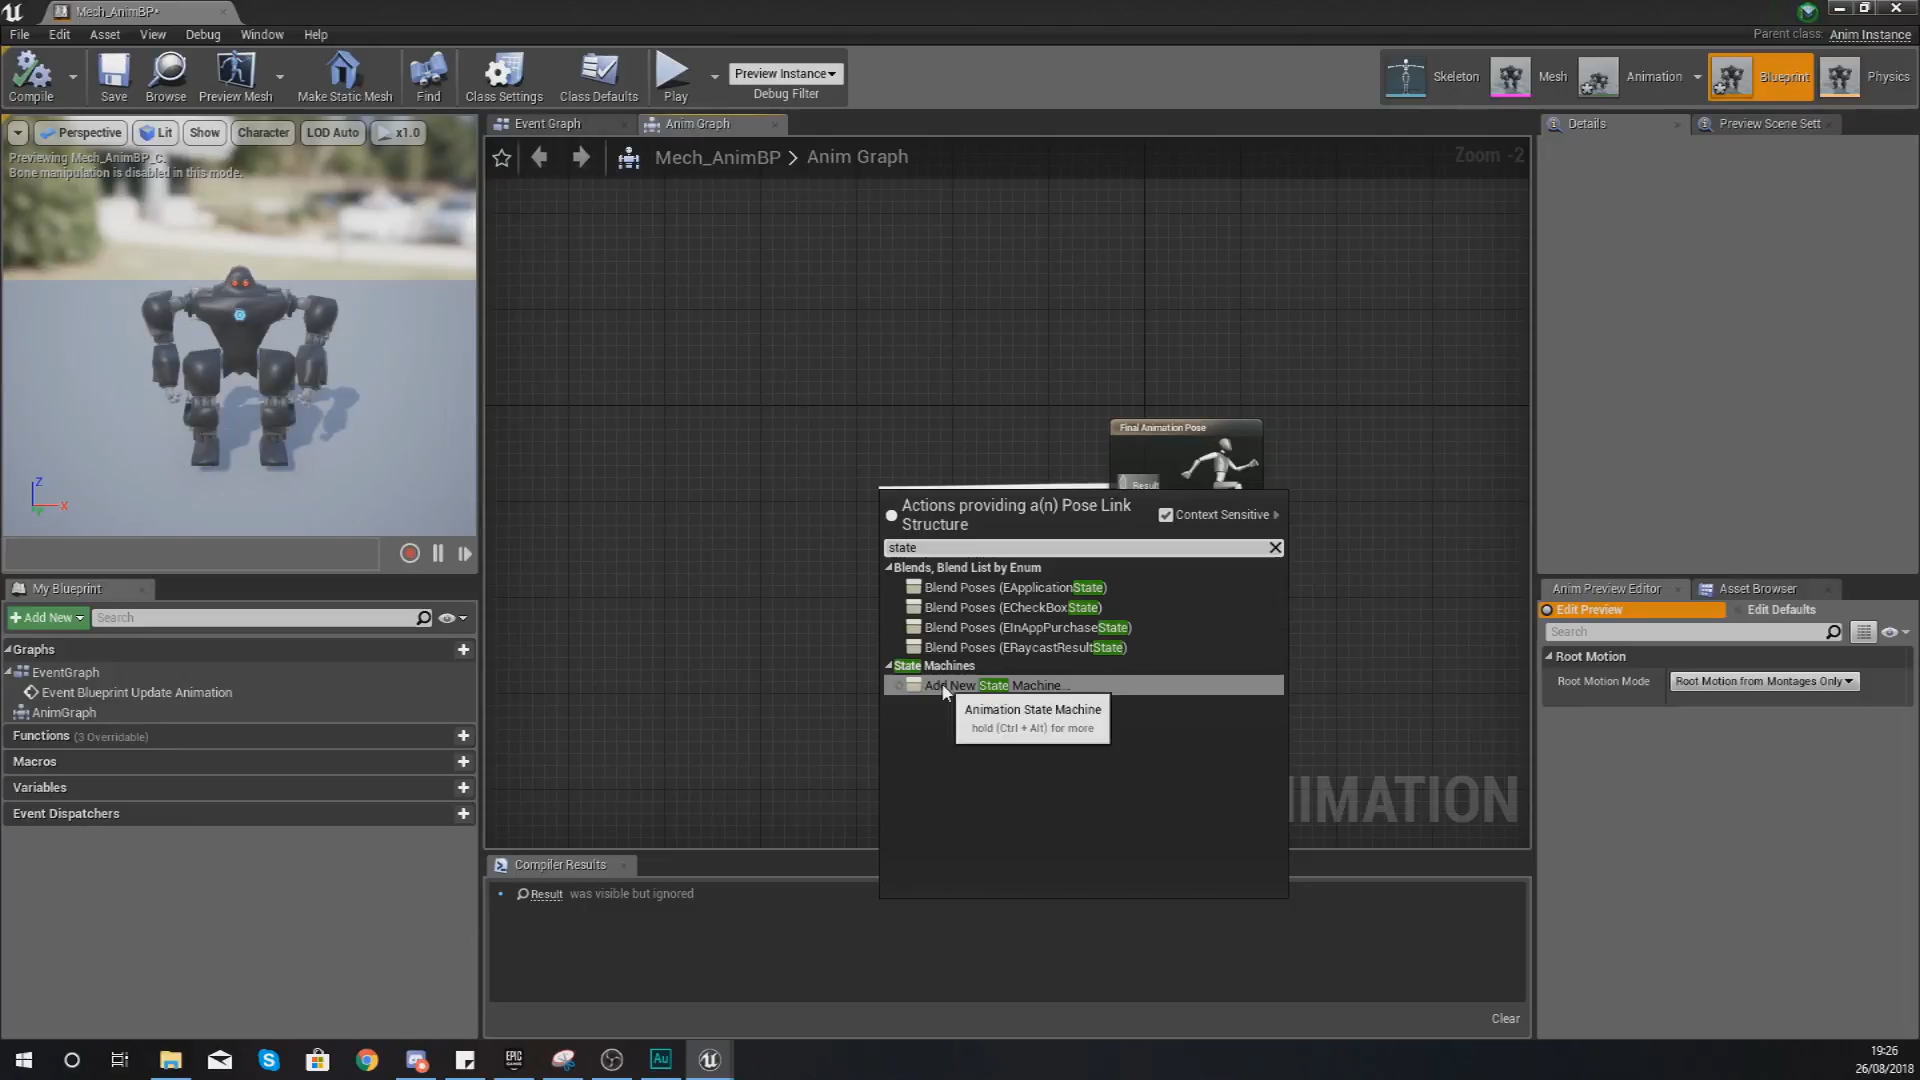 Mech_AnimBP*
File Edit Asset View Debug Window Help
Parent class: Anim Instance
Compile
Save
Browse
Preview Mesh
Make Static Mesh
Find
Class Settings
Class Defaults
Play
Preview Instance
Debug Filter
Skeleton
Mesh
Animation
Blueprint
Physics
Perspective Lit Show Character LOD Auto x1.0
Previewing Mech_AnimBP_C.
Bone manipulation is disabled in this mode.
Z
X
Event Graph
Anim Graph
Mech_AnimBP > Anim Graph
Zoom -2
Final Animation Pose
Result
Actions providing a(n) Pose Link
Structure
Context Sensitive
state
Blends, Blend List by Enum
Blend Poses (EApplicationState)
Blend Poses (ECheckBoxState)
Blend Poses (EInAppPurchaseState)
Blend Poses (ERaycastResultState)
State Machines
Add New State Machine...
Animation State Machine
hold (Ctrl + Alt) for more
NIMATION
Compiler Results
Result was visible but ignored
Clear
My Blueprint
Add New
Search
Graphs
EventGraph
Event Blueprint Update Animation
AnimGraph
Functions (3 Overridable)
Macros
Variables
Event Dispatchers
Details
Preview Scene Sett
Anim Preview Editor
Asset Browser
Edit Preview
Edit Defaults
Search
Root Motion
Root Motion Mode
Root Motion from Montages Only
EPIC
GAMES
Au
19:26
26/08/2018